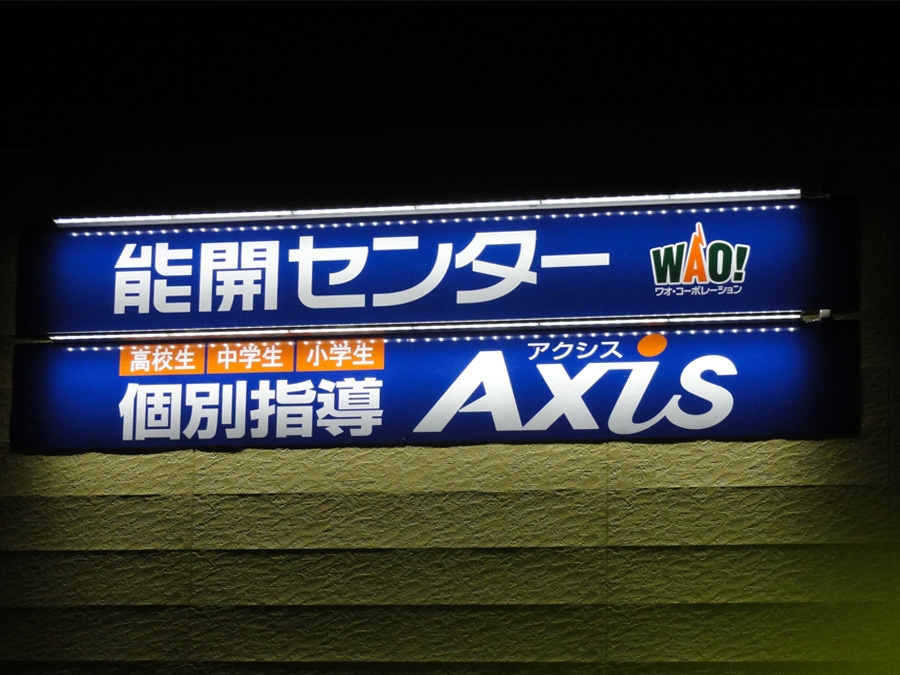 能開センター
WAO!
ワオ・コーポレーション
高校生 中学生 小学生
アクシス
個別指導 Axis